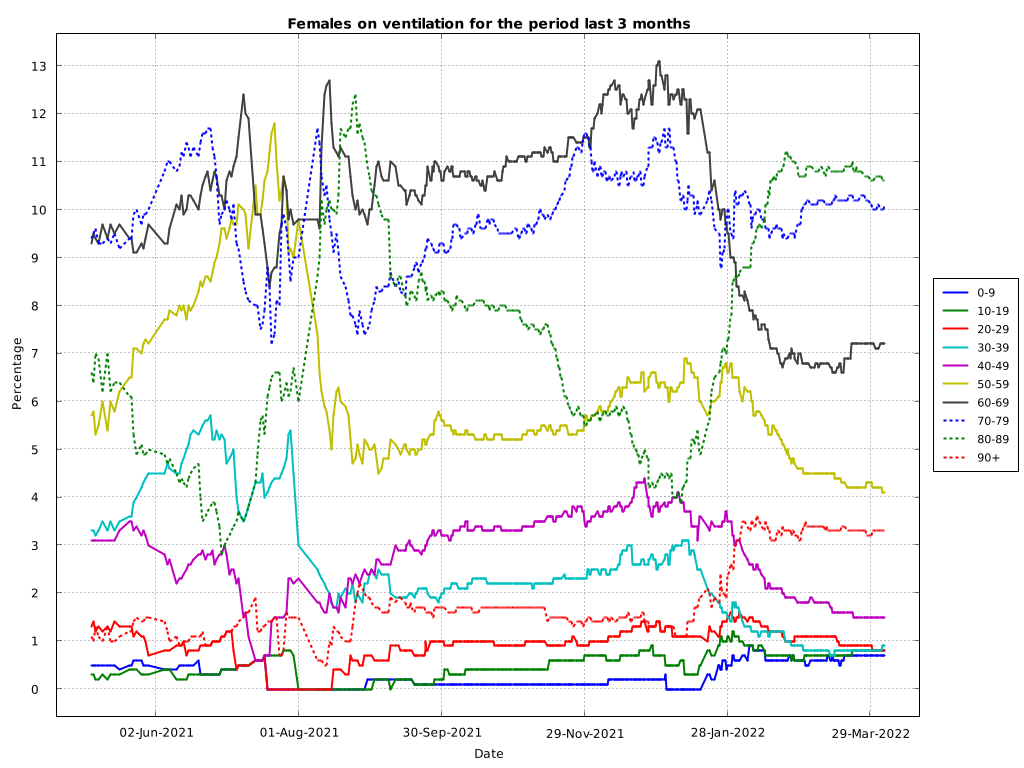 Females on ventilation for the period last 3 months
13
12
11
10
9
8
7
6
5
4
3
2
1
0
Percentage
02-Jun-2021
01-Aug-2021
30-Sep-2021
29-Nov-2021
28-Jan-2022
29-Mar-2022
Date
0-9
10-19
20-29
30-39
40-49
50-59
60-69
70-79
80-89
90+